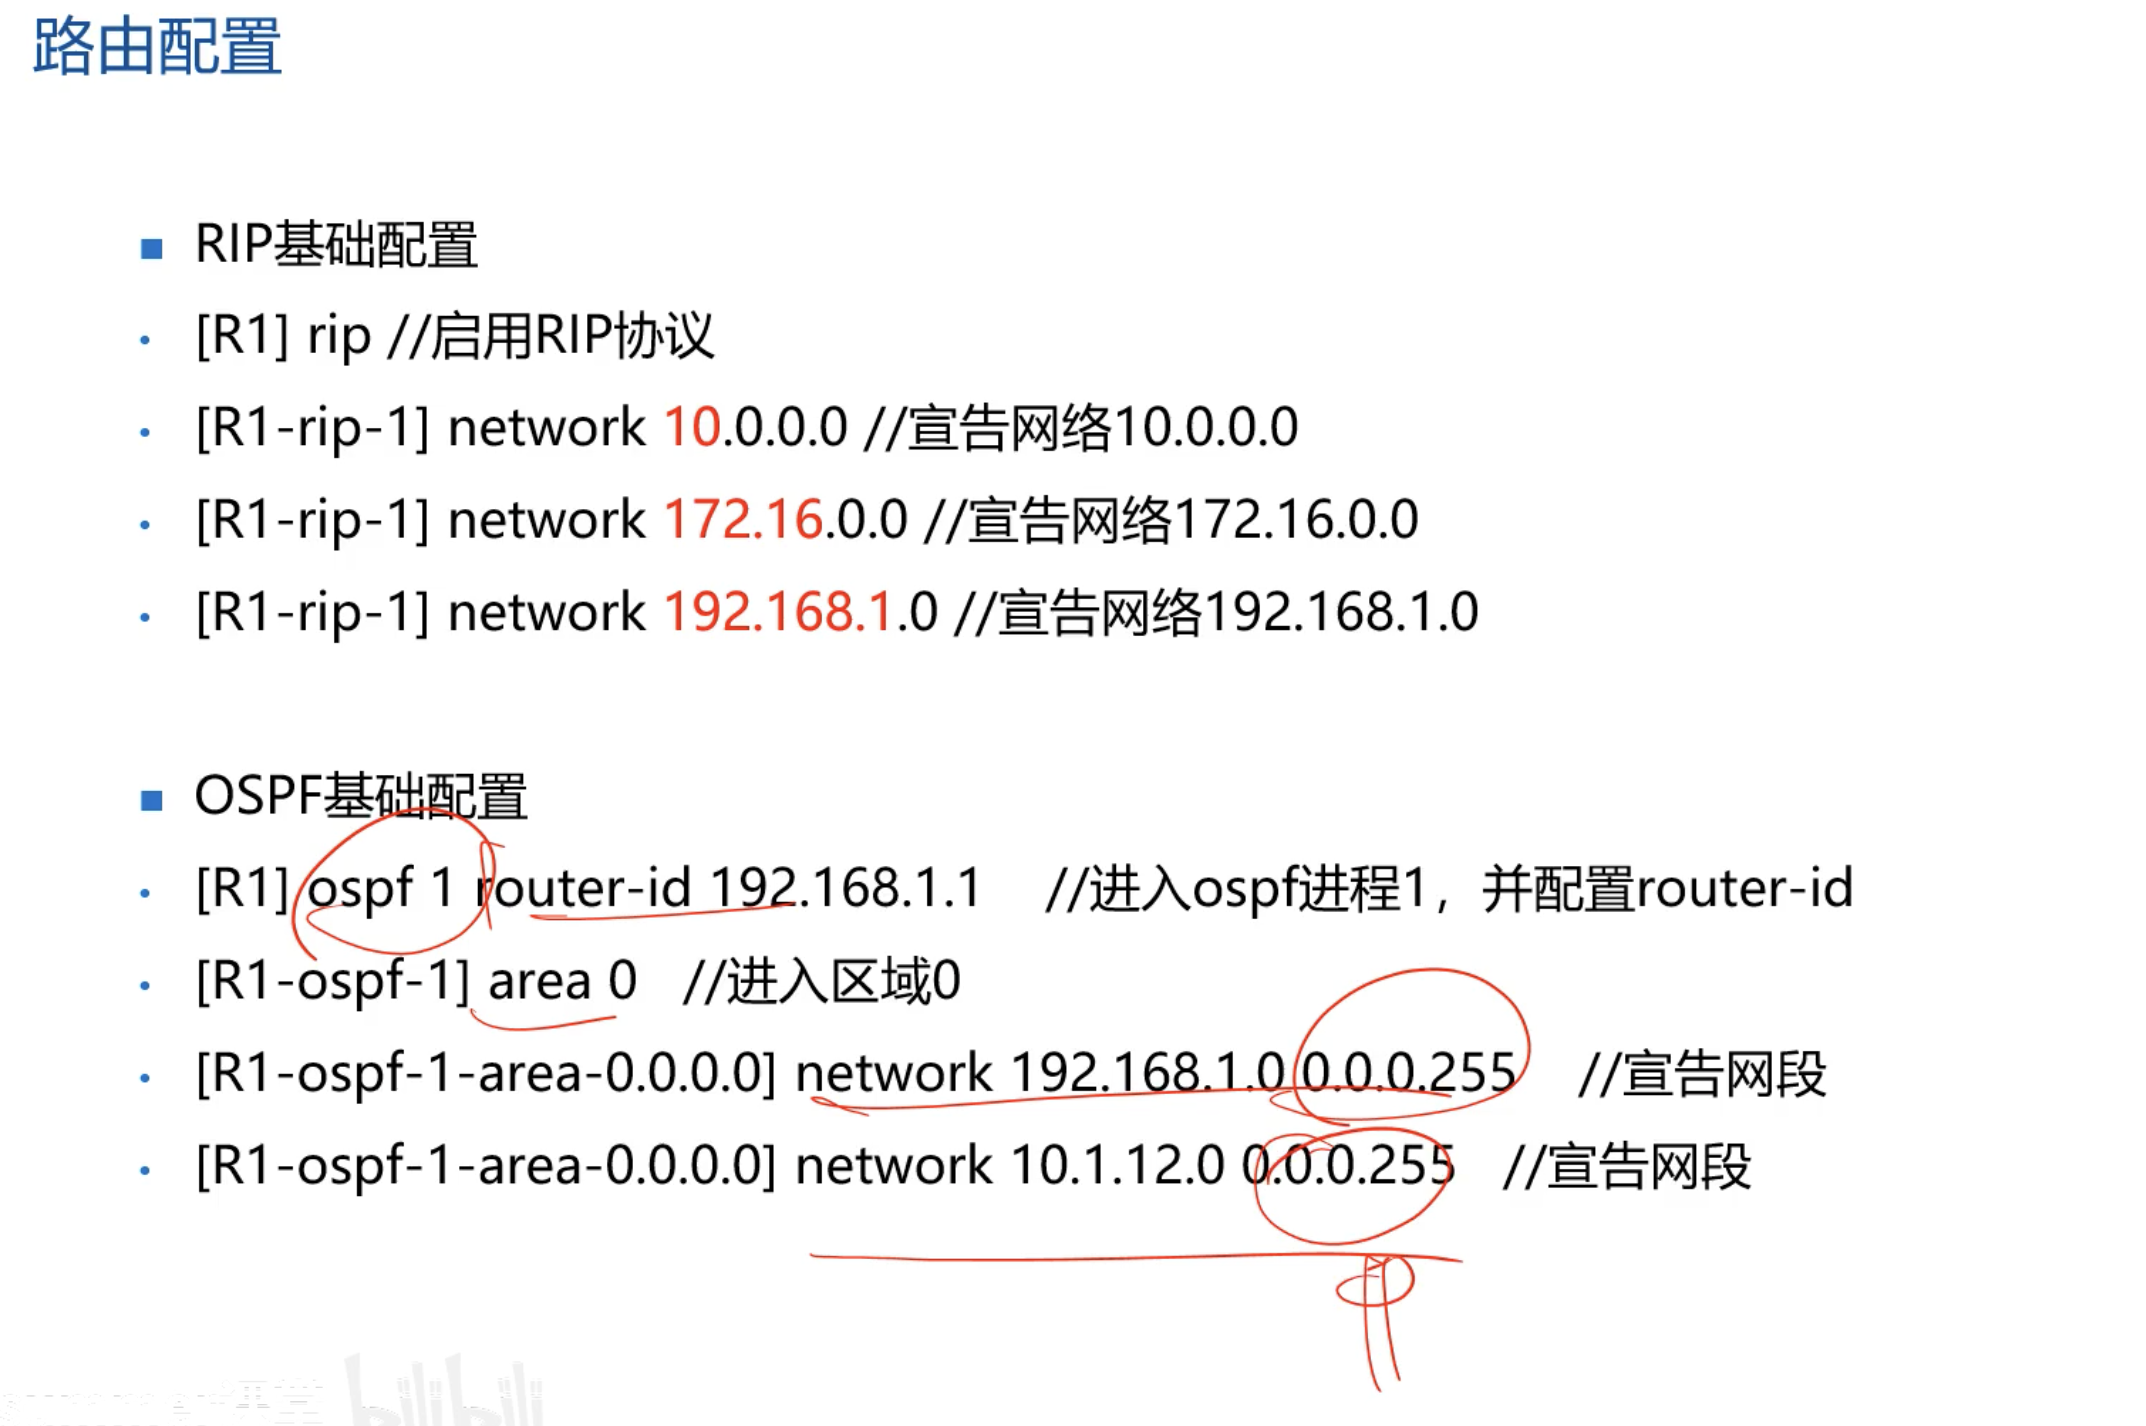 路由配置
RIP基础配置
[R1] rip //启用RIP协议
[R1-rip-1] network 10.0.0.0 //宣告网络10.0.0.0
[R1-rip-1] network 172.16.0.0 //宣告网络172.16.0.0
[R1-rip-1] network 192.168.1.0 //宣告网络192.168.1.0
OSPF基础配置
[R1] ospf 1 router-id 192.168.1.1 //进入ospf进程1，并配置router-id
[R1-ospf-1] area 0 //进入区域0
[R1-ospf-1-area-0.0.0.0] network 192.168.1.0 0.0.0.255 //宣告网段
[R1-ospf-1-area-0.0.0.0] network 10.1.12.0 0.0.0.255 //宣告网段